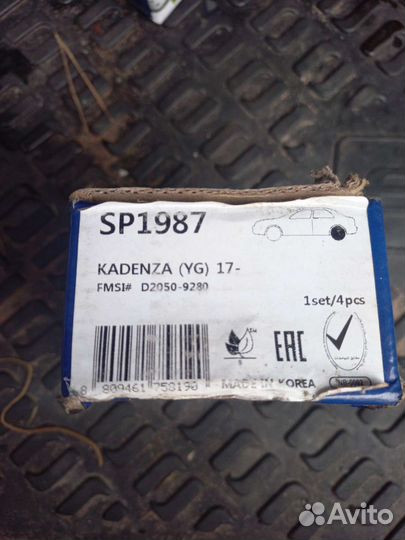 SP1987
KADENZA (YG) 17-
FMSI# D2050-9280
1set/4pcs
EAC
8 809461 758190
MADE IN KOREA
Avito